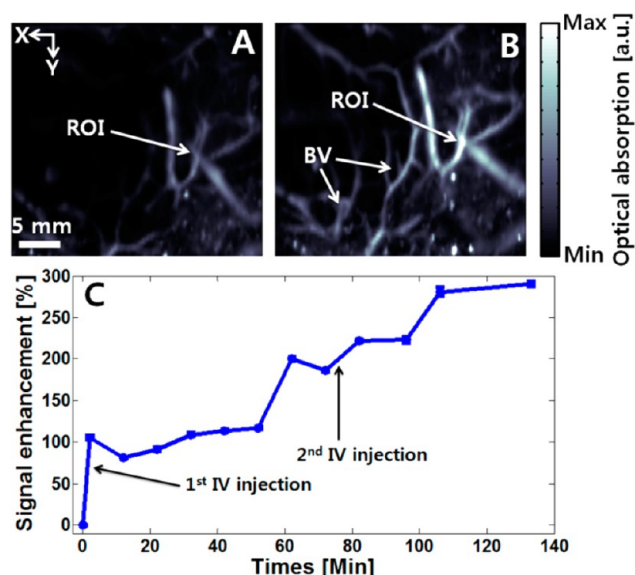 X
Y
A
ROI
5 mm
B
ROI
BV
Max
Optical absorption [a.u.]
Min
C
Signal enhancement [%]
300
250
200
150
100
50
0
1st IV injection
2nd IV injection
0 20 40 60 80 100 120 140
Times [Min]